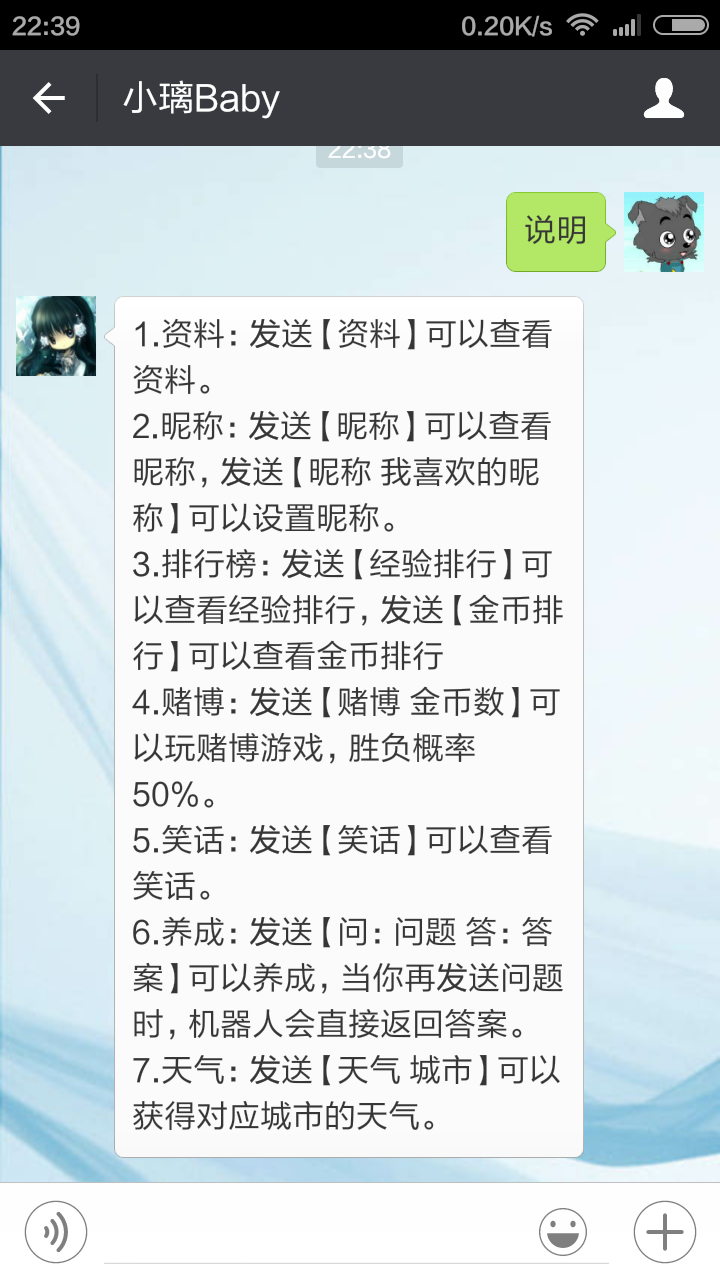 22:39
0.20K/s
小璃Baby
22:38
说明
1.资料：发送【资料】可以查看
资料。
2.昵称：发送【昵称】可以查看
昵称，发送【昵称 我喜欢的昵
称】可以设置昵称。
3.排行榜：发送【经验排行】可
以查看经验排行，发送【金币排
行】可以查看金币排行
4.赌博：发送【赌博 金币数】可
以玩赌博游戏，胜负概率
50%。
5.笑话：发送【笑话】可以查看
笑话。
6.养成：发送【问：问题 答：答
案】可以养成，当你再发送问题
时，机器人会直接返回答案。
7.天气：发送【天气 城市】可以
获得对应城市的天气。